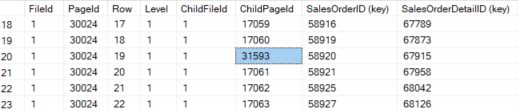 FileId PageId Row Level ChildFileId ChildPageId SalesOrderID (key) SalesOrderDetailID (key)
18 1 30024 17 1 1 17059 58916 67789
19 1 30024 18 1 1 17060 58919 67873
20 1 30024 19 1 1 31593 58920 67915
21 1 30024 20 1 1 17061 58921 67958
22 1 30024 21 1 1 17062 58925 68042
23 1 30024 22 1 1 17063 58927 68126